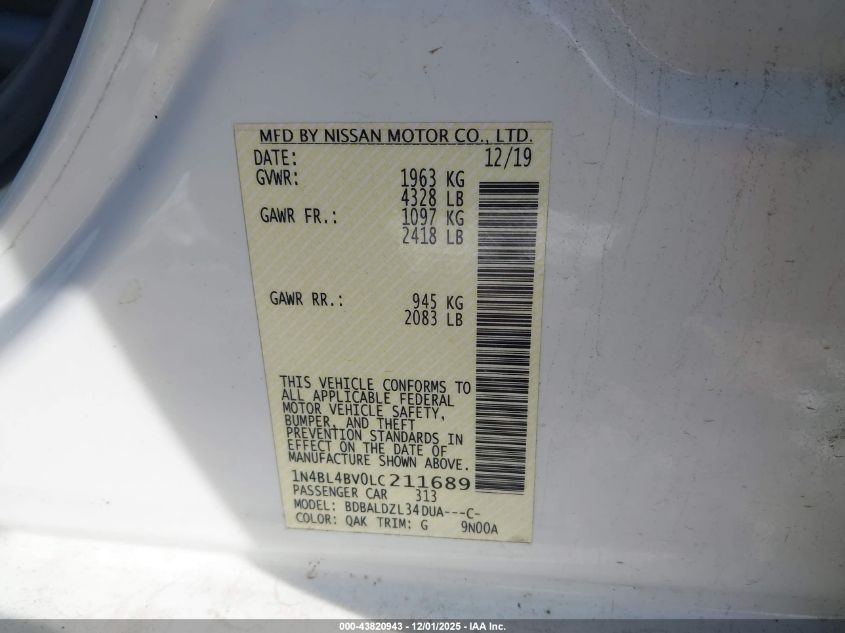 MFD BY NISSAN MOTOR CO., LTD.
DATE: 12/19
GVWR: 1963 KG
4328 LB
GAWR FR.: 1097 KG
2418 LB
GAWR RR.: 945 KG
2083 LB
THIS VEHICLE CONFORMS TO
ALL APPLICABLE FEDERAL
MOTOR VEHICLE SAFETY,
BUMPER, AND THEFT
PREVENTION STANDARDS IN
EFFECT ON THE DATE OF
MANUFACTURE SHOWN ABOVE.
1N4BL4BV0LC211689
PASSENGER CAR 313
MODEL: BDBALDZL34DUA---C-
COLOR: QAK TRIM: G 9N00A
000-43820943 - 12/01/2025 - IAA Inc.